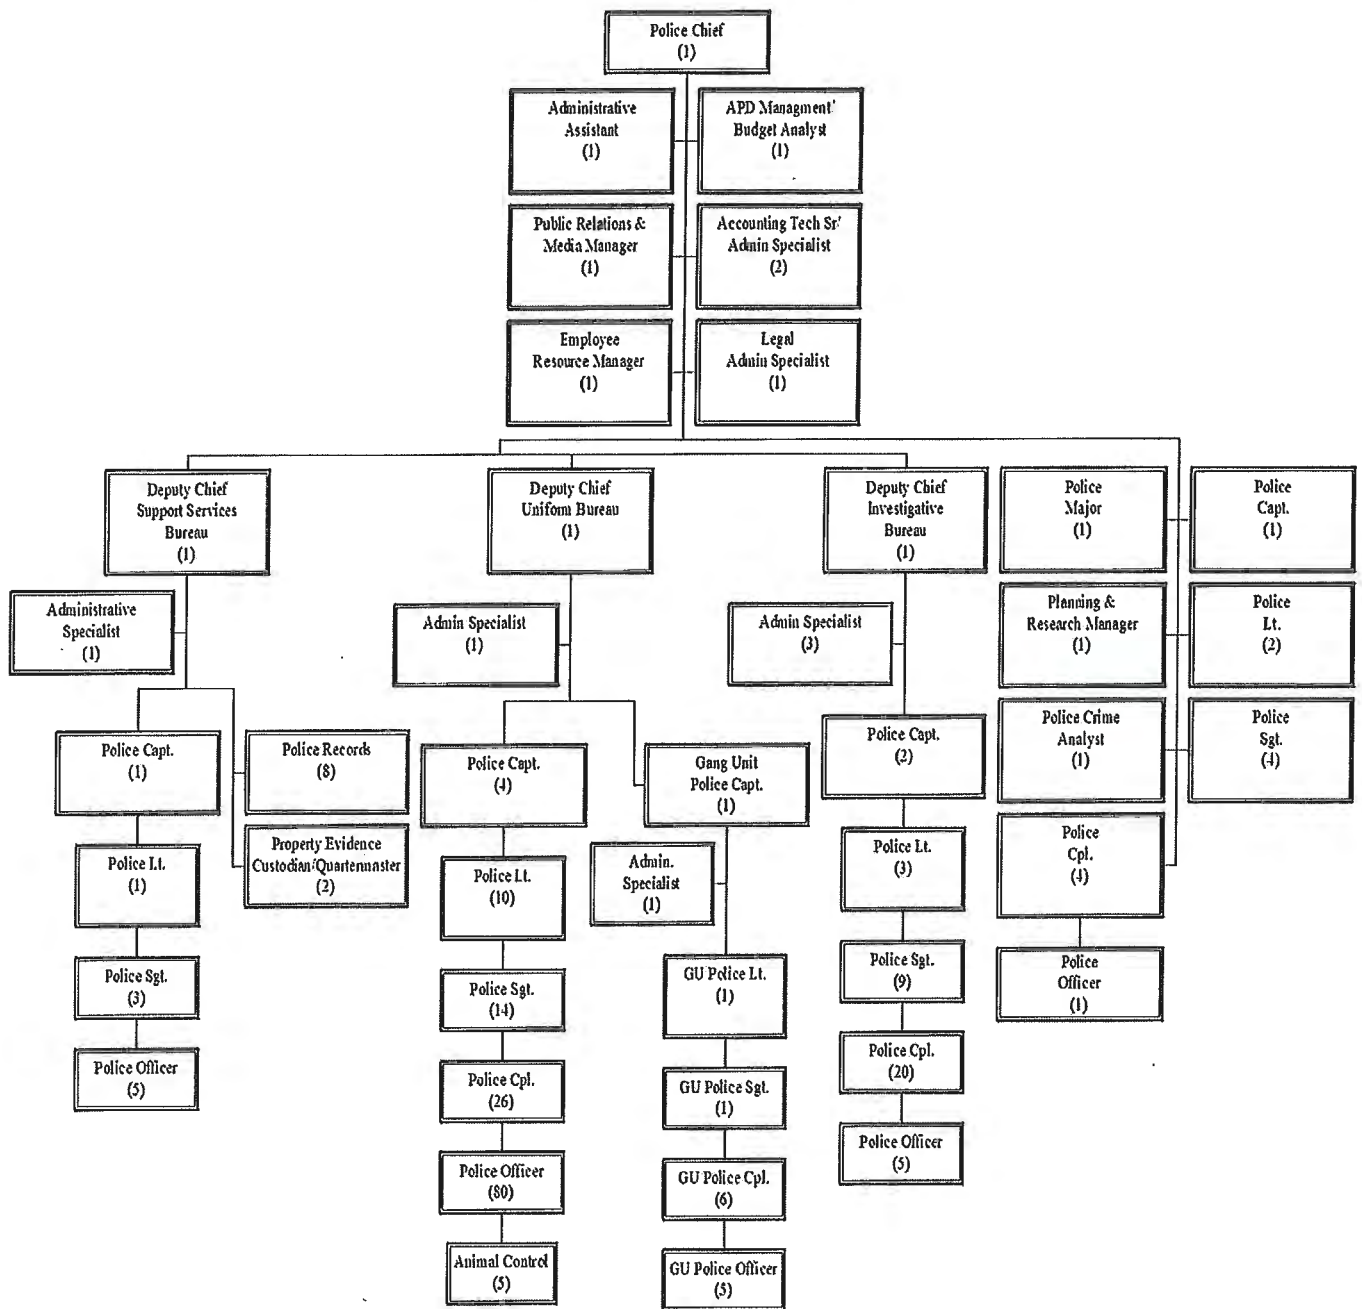 Police Chief
(1)
Administrative
Assistant
(1)
APD Managment/
Budget Analyst
(1)
Public Relations &
Media Manager
(1)
Accounting Tech Sr/
Admin Specialist
(2)
Employee
Resource Manager
(1)
Legal
Admin Specialist
(1)
Deputy Chief
Support Services
Bureau
(1)
Deputy Chief
Uniform Bureau
(1)
Deputy Chief
Investigative
Bureau
(1)
Police
Major
(1)
Police
Capt.
(1)
Administrative
Specialist
(1)
Admin Specialist
(1)
Admin Specialist
(3)
Planning &
Research Manager
(1)
Police
Lt.
(2)
Police Capt.
(1)
Police Records
(8)
Police Capt.
(4)
Gang Unit
Police Capt.
(1)
Police Capt.
(2)
Police Crime
Analyst
(1)
Police
Sgt.
(4)
Police Lt.
(1)
Property Evidence
Custodian/Quartermaster
(2)
Police Lt.
(10)
Admin.
Specialist
(1)
Police Lt.
(3)
Police
Cpl.
(4)
Police Sgt.
(3)
Police Sgt.
(14)
GU Police Lt.
(1)
Police Sgt.
(9)
Police
Officer
(1)
Police Officer
(5)
Police Cpl.
(26)
GU Police Sgt.
(1)
Police Cpl.
(20)
Police Officer
(80)
GU Police Cpl.
(6)
Police Officer
(5)
Animal Control
(5)
GU Police Officer
(5)